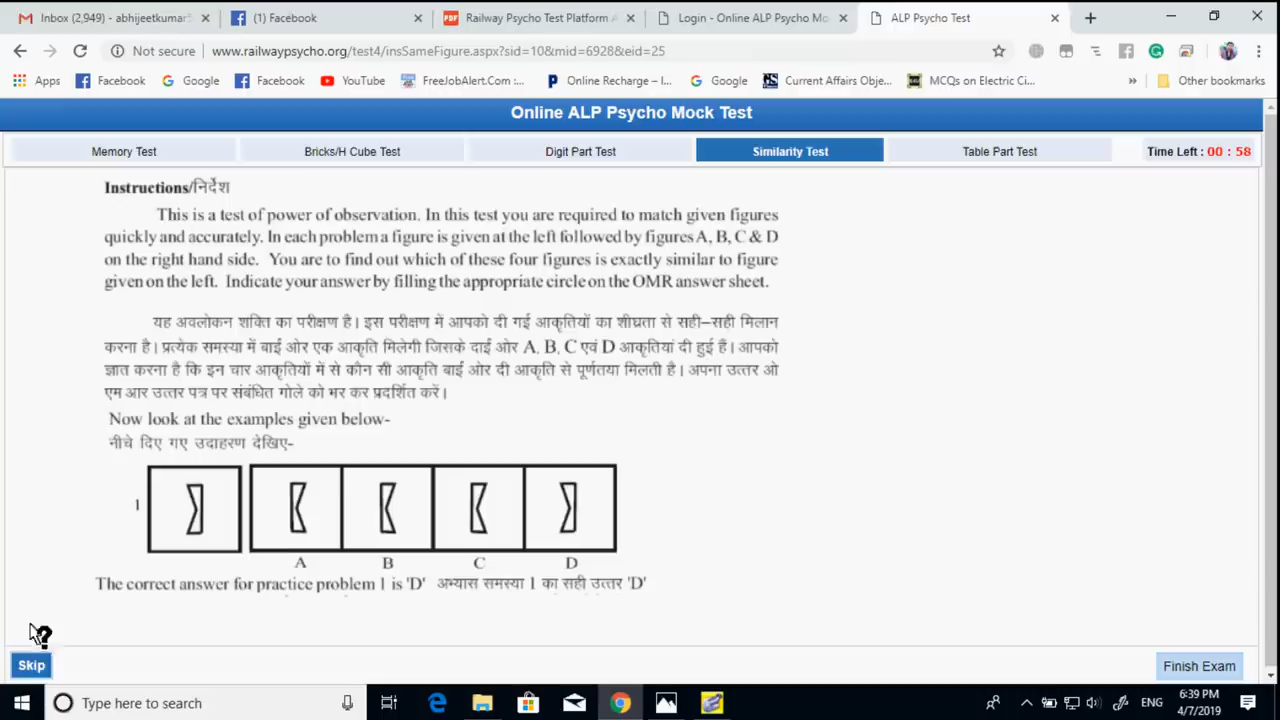 Inbox (2,949) - abhijeetkumar
(1) Facebook
Railway Psycho Test Platform
Login - Online ALP Psycho Mo
ALP Psycho Test
Not secure
www.railwaypsycho.org/test4/insSameFigure.aspx?sid=10&mid=6928&eid=25
Apps
Facebook
Google
Facebook
YouTube
FreeJobAlert.Com :...
Online Recharge – I...
Google
Current Affairs Obje...
MCQs on Electric Ci...
Other bookmarks
Online ALP Psycho Mock Test
Memory Test
Bricks/H Cube Test
Digit Part Test
Similarity Test
Table Part Test
Time Left : 00 : 58
Instructions/निर्देश
This is a test of power of observation. In this test you are required to match given figures
quickly and accurately. In each problem a figure is given at the left followed by figures A, B, C & D
on the right hand side. You are to find out which of these four figures is exactly similar to figure
given on the left. Indicate your answer by filling the appropriate circle on the OMR answer sheet.
यह अवलोकन शक्ति का परीक्षण है। इस परीक्षण में आपको दी गई आकृतियों का शीघ्रता से सही–सही मिलान
करना है। प्रत्येक समस्या में बाईं ओर एक आकृति मिलेगी जिसके दाईं ओर A, B, C एवं D आकृतियां दी हुई हैं। आपको
ज्ञात करना है कि इन चार आकृतियों में से कौन सी आकृति बाईं ओर दी आकृति से पूर्णतया मिलती है। अपना उत्तर ओ
एम आर उत्तर पत्र पर संबंधित गोले को भर कर प्रदर्शित करें।
Now look at the examples given below-
नीचे दिए गए उदाहरण देखिए-
1
A B C D
The correct answer for practice problem 1 is 'D' अभ्यास समस्या 1 का सही उत्तर 'D'
Skip
Finish Exam
Type here to search
ENG
6:39 PM
4/7/2019